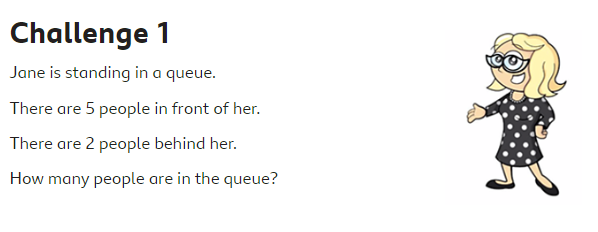 Challenge 1
Jane is standing in a queue.
There are 5 people in front of her.
There are 2 people behind her.
How many people are in the queue?